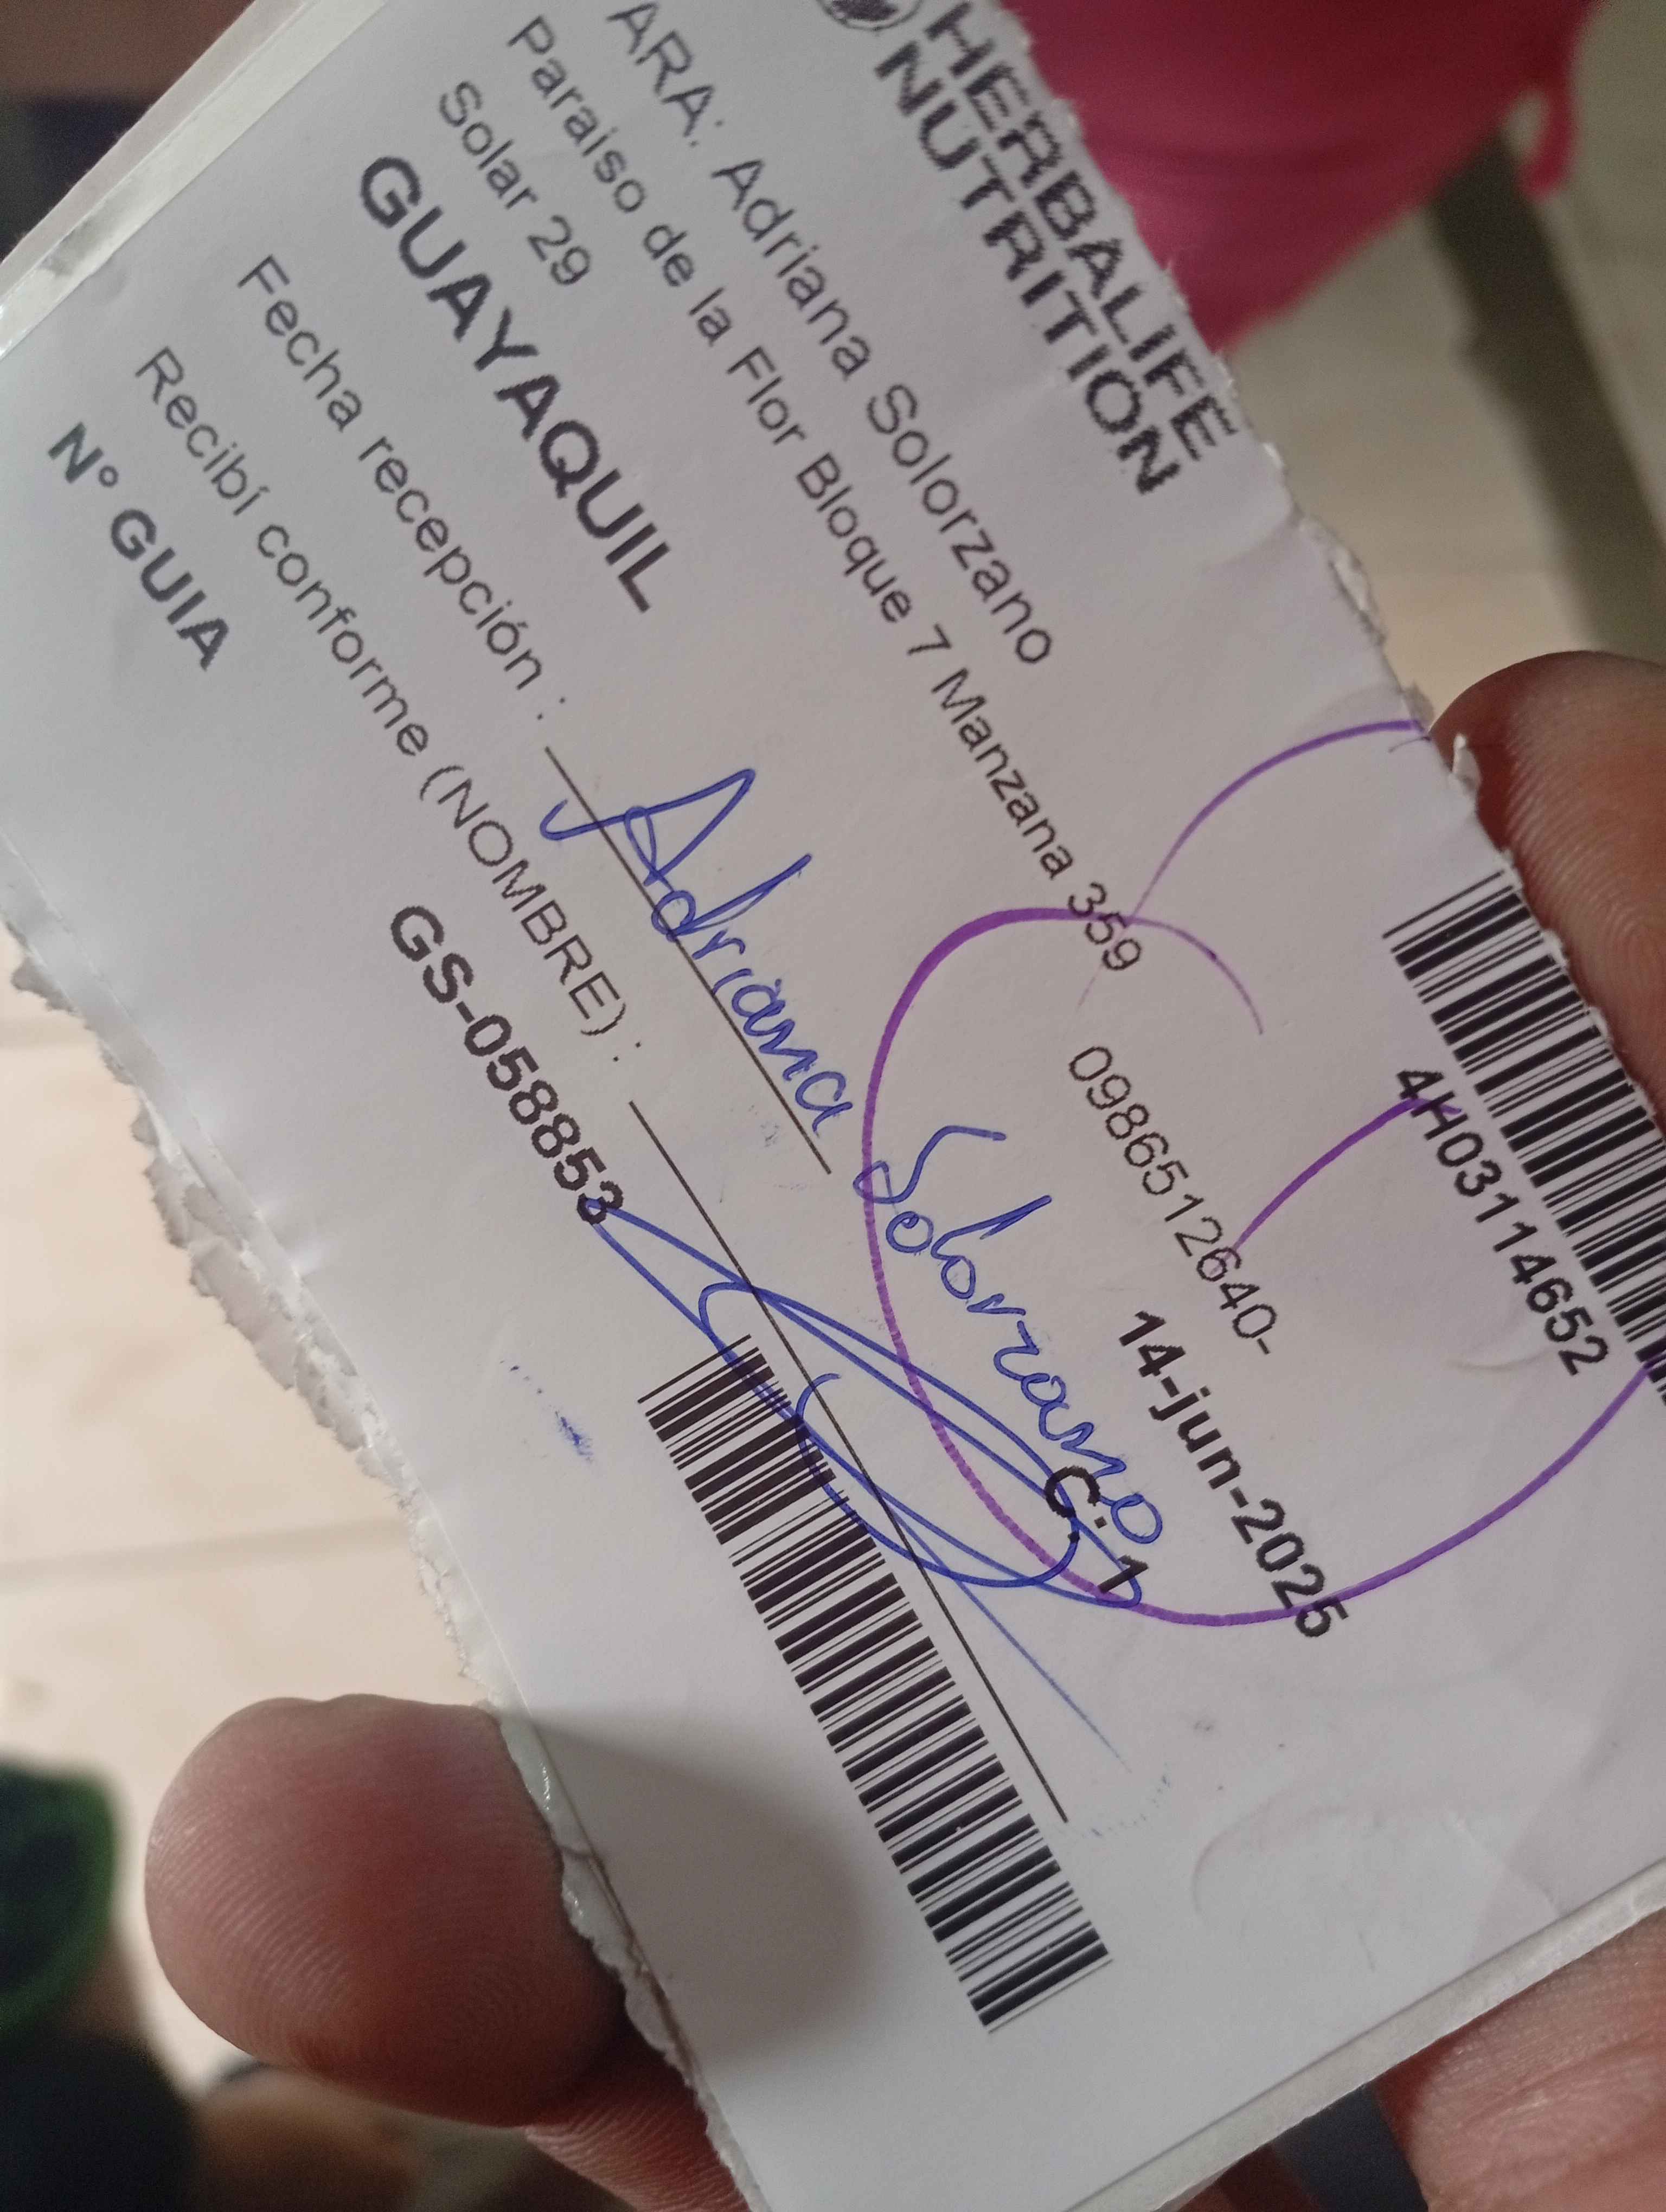 HERBALIFE
NUTRITION
4H03114652
ARA: Adriana Solorzano
Paraiso de la Flor Bloque 7 Manzana 359
Solar 29
0986512640-
GUAYAQUIL
14-jun-2025
Fecha recepción :
Adriana Solorzano
C. 1
Recibí conforme (NOMBRE) :
Nº GUIA
GS-058853